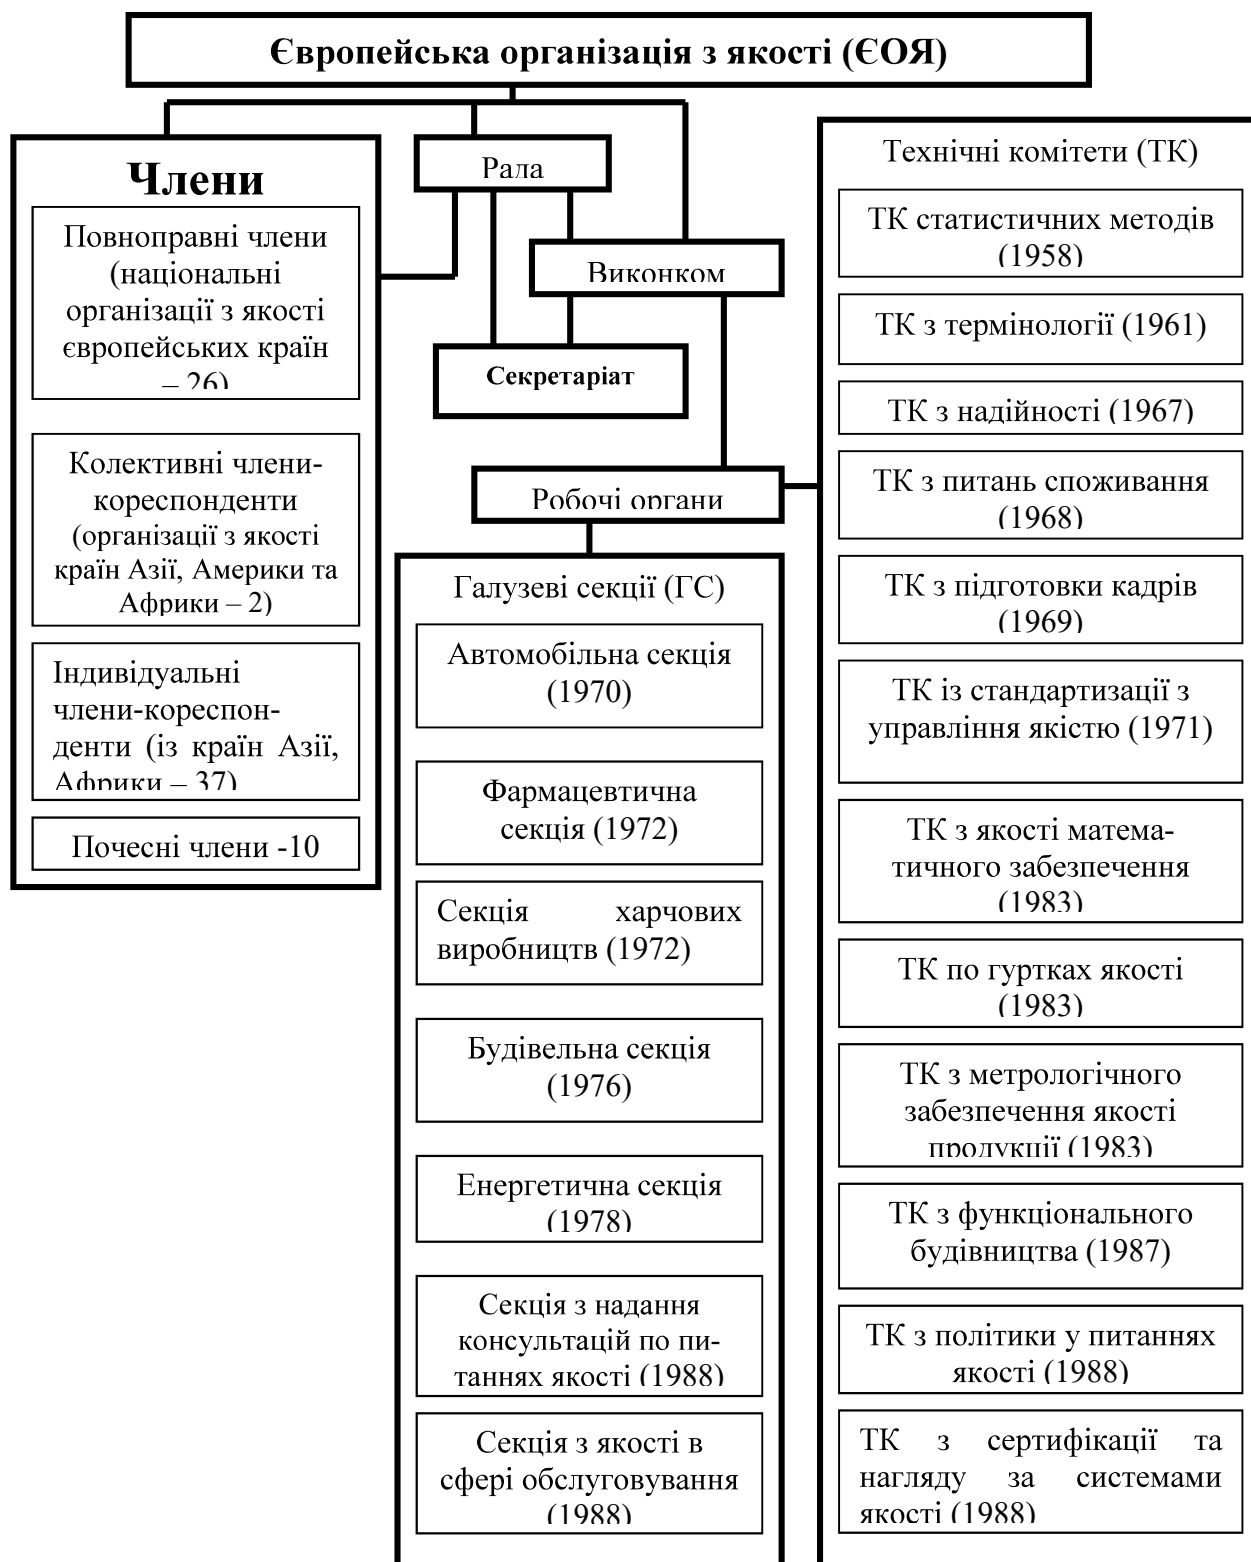 Європейська організація з якості (ЄОЯ)
Члени
Повноправні члени
(національні
організації з якості
європейських країн
– 26)
Колективні члени-
кореспонденти
(організації з якості
країн Азії, Америки та
Африки – 2)
Індивідуальні
члени-кореспон-
денти (із країн Азії,
Африки – 37)
Почесні члени -10
Рада
Виконком
Секретаріат
Робочі органи
Галузеві секції (ГС)
Автомобільна секція
(1970)
Фармацевтична
секція (1972)
Секція харчових
виробництв (1972)
Будівельна секція
(1976)
Енергетична секція
(1978)
Секція з надання
консультацій по пи-
таннях якості (1988)
Секція з якості в
сфері обслуговування
(1988)
Технічні комітети (ТК)
ТК статистичних методів
(1958)
ТК з термінології (1961)
ТК з надійності (1967)
ТК з питань споживання
(1968)
ТК з підготовки кадрів
(1969)
ТК із стандартизації з
управління якістю (1971)
ТК з якості матема-
тичного забезпечення
(1983)
ТК по гуртках якості
(1983)
ТК з метрологічного
забезпечення якості
продукції (1983)
ТК з функціонального
будівництва (1987)
ТК з політики у питаннях
якості (1988)
ТК з сертифікації та
нагляду за системами
якості (1988)